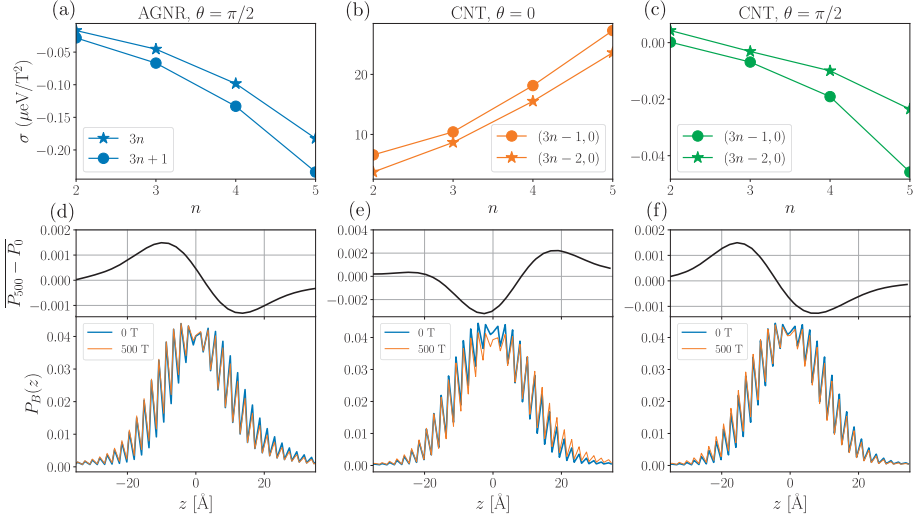 (a) AGNR, θ = π/2
σ (μeV/T²)
−0.05
−0.10
−0.15
−0.20
3n
3n + 1
2 3 4 5
n
(b) CNT, θ = 0
20
10
(3n − 1, 0)
(3n − 2, 0)
2 3 4 5
n
(c) CNT, θ = π/2
0.00
−0.02
−0.04
(3n − 1, 0)
(3n − 2, 0)
2 3 4 5
n
(d)
P₅₀₀ − P₀
0.002
0.001
0.000
−0.001
(e)
0.004
0.002
0.000
−0.002
(f)
0.002
0.001
0.000
−0.001
P_B(z)
0.04
0.03
0.02
0.01
0.00
0 T
500 T
−20 0 20
z [Å]
0.04
0.03
0.02
0.01
0.00
0 T
500 T
−20 0 20
z [Å]
0.04
0.03
0.02
0.01
0.00
0 T
500 T
−20 0 20
z [Å]